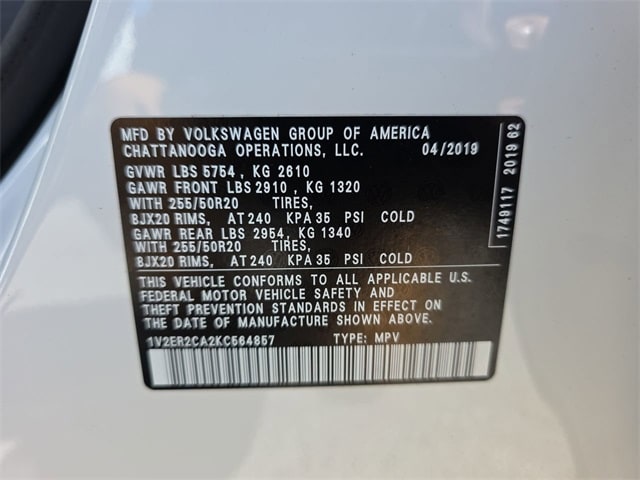 MFD BY VOLKSWAGEN GROUP OF AMERICA
CHATTANOOGA OPERATIONS, LLC. 04/2019
GVWR LBS 5754 , KG 2610
GAWR FRONT LBS 2910 , KG 1320
WITH 255/50R20 TIRES,
8JX20 RIMS, AT 240 KPA 35 PSI COLD
GAWR REAR LBS 2954, KG 1340
WITH 255/50R20 TIRES,
8JX20 RIMS, AT 240 KPA 35 PSI COLD
THIS VEHICLE CONFORMS TO ALL APPLICABLE U.S.
FEDERAL MOTOR VEHICLE SAFETY AND
THEFT PREVENTION STANDARDS IN EFFECT ON
THE DATE OF MANUFACTURE SHOWN ABOVE.
1V2ER2CA2KC564857 TYPE: MPV
1749117 2019 62